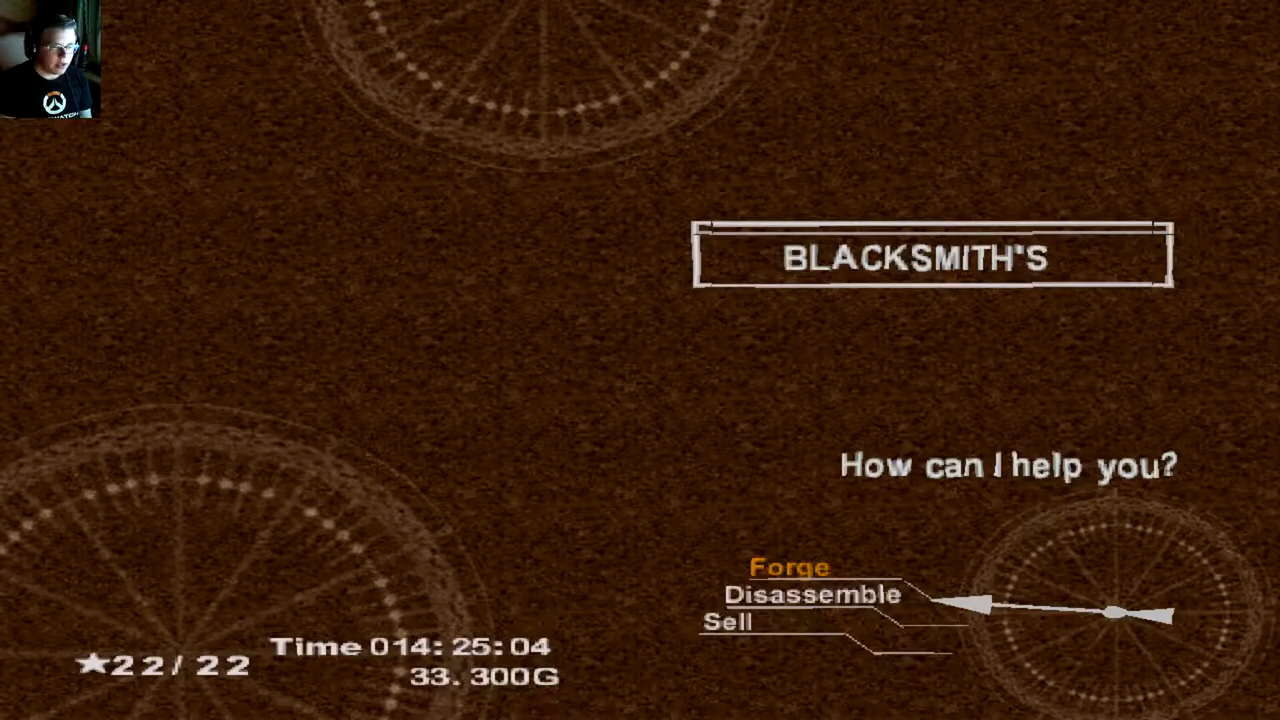 BLACKSMITH'S
How can I help you?
Forge
Disassemble
Sell
Time 014:25:04
★22/22
33.300G